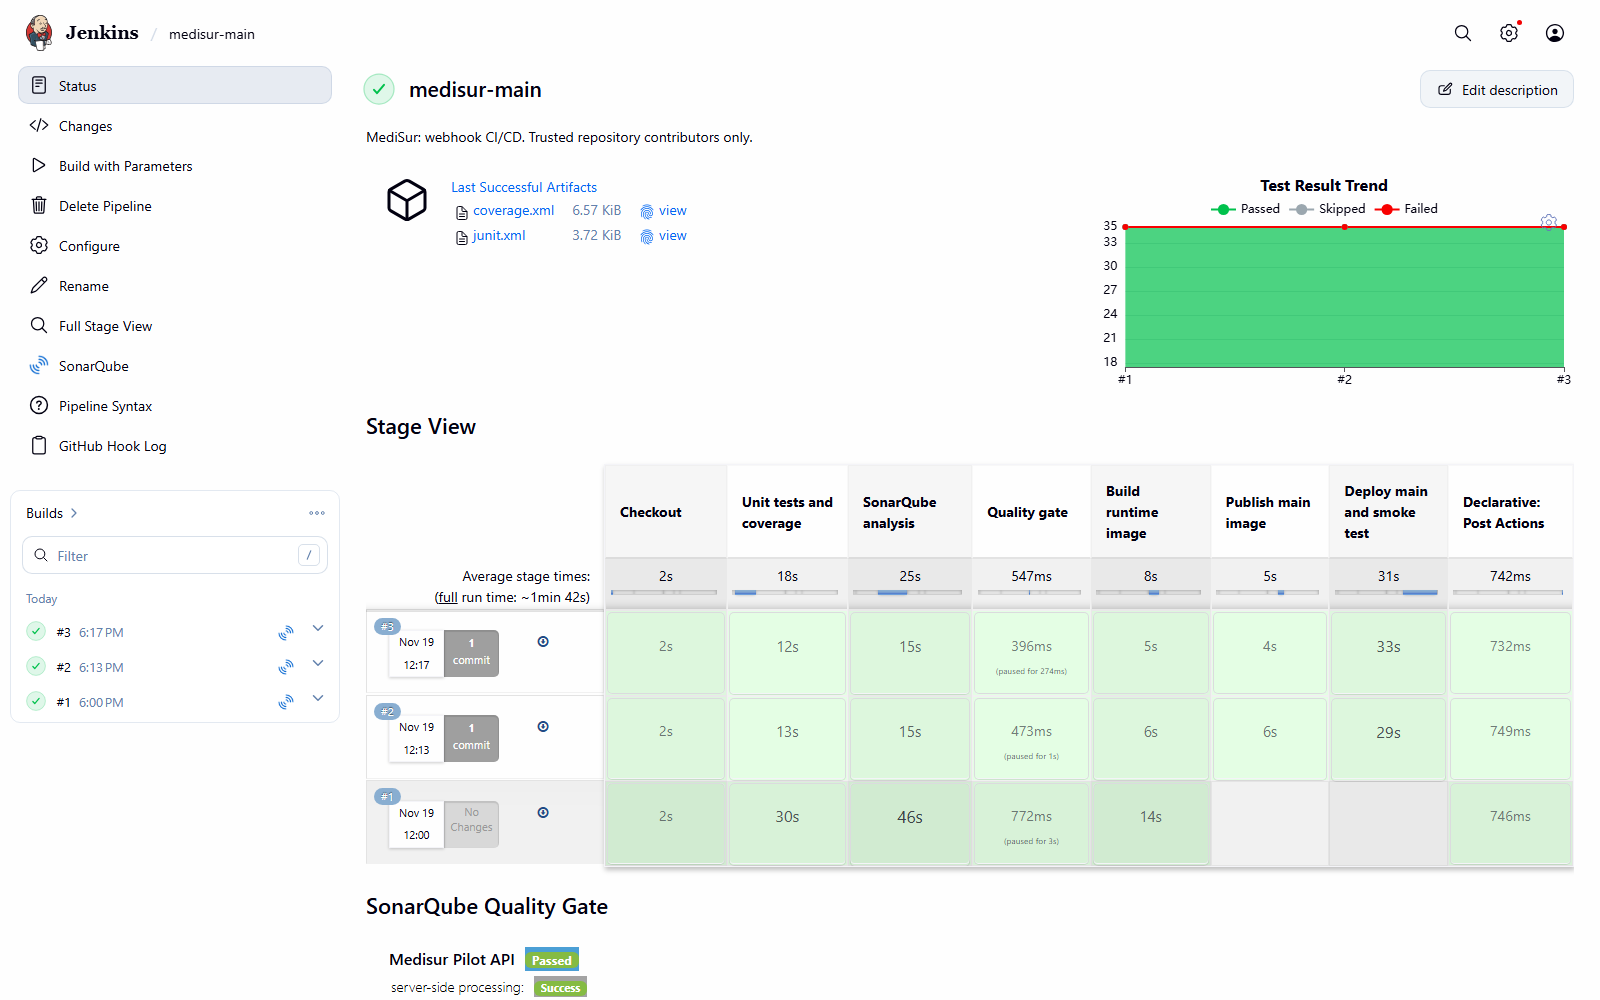 Jenkins / medisur-main
Status
Changes
Build with Parameters
Delete Pipeline
Configure
Rename
Full Stage View
SonarQube
Pipeline Syntax
GitHub Hook Log
Builds
Filter /
Today
#3 6:17 PM
#2 6:13 PM
#1 6:00 PM
medisur-main
Edit description
MediSur: webhook CI/CD. Trusted repository contributors only.
Last Successful Artifacts
coverage.xml 6.57 KiB view
junit.xml 3.72 KiB view
Test Result Trend
Passed Skipped Failed
35
33
30
27
24
21
18
#1 #2 #3
Stage View
Checkout
Unit tests and coverage
SonarQube analysis
Quality gate
Build runtime image
Publish main image
Deploy main and smoke test
Declarative: Post Actions
Average stage times:
(full run time: ~1min 42s)
2s 18s 25s 547ms 8s 5s 31s 742ms
#3
Nov 19
12:17
1 commit
2s 12s 15s 396ms 5s 4s 33s 732ms
(paused for 274ms)
#2
Nov 19
12:13
1 commit
2s 13s 15s 473ms 6s 6s 29s 749ms
(paused for 1s)
#1
Nov 19
12:00
No Changes
2s 30s 46s 772ms 14s 746ms
(paused for 3s)
SonarQube Quality Gate
Medisur Pilot API Passed
server-side processing: Success